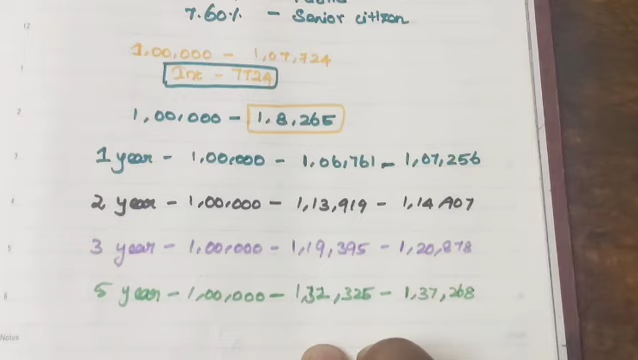 7.60% - Senior citizen
1,00,000 - 1,07,724
Int - 7724
1,00,000 - 1,8,265
1 year - 1,00,000 - 1,06,761 - 1,07,256
2 year - 1,00,000 - 1,13,919 - 1,14,907
3 year - 1,00,000 - 1,19,395 - 1,20,878
5 year - 1,00,000 - 1,32,325 - 1,37,268
Notes